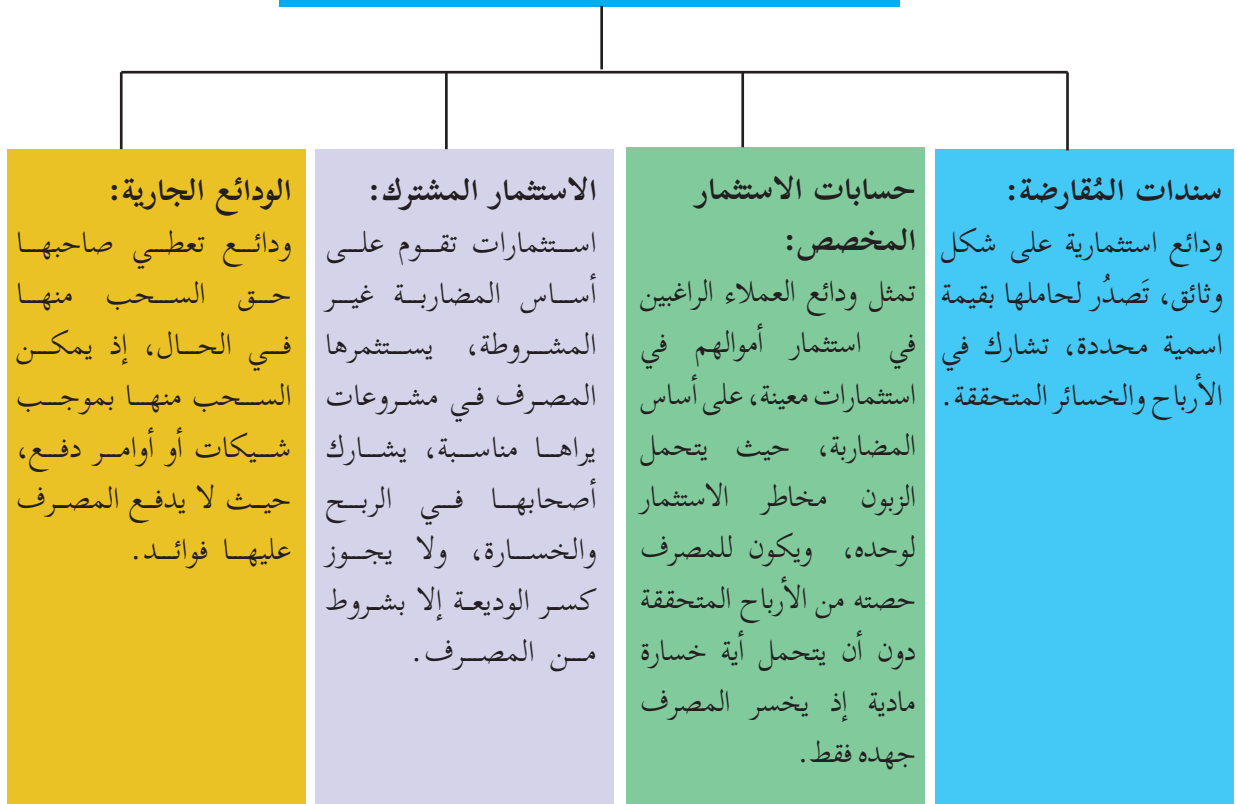 سندات المُقارضة:
ودائع استثمارية على شكل
وثائق، تَصدُر لحاملها بقيمة
اسمية محددة، تشارك في
الأرباح والخسائر المتحققة.
حسابات الاستثمار
المخصص:
تمثل ودائع العملاء الراغبين
في استثمار أموالهم في
استثمارات معينة، على أساس
المضاربة، حيث يتحمل
الزبون مخاطر الاستثمار
لوحده، ويكون للمصرف
حصته من الأرباح المتحققة
دون أن يتحمل أية خسارة
مادية إذ يخسر المصرف
جهده فقط.
الاستثمار المشترك:
استثمارات تقوم على
أساس المضاربة غير
المشروطة، يستثمرها
المصرف في مشروعات
يراها مناسبة، يشارك
أصحابها في الربح
والخسارة، ولا يجوز
كسر الوديعة إلا بشروط
من المصرف.
الودائع الجارية:
ودائع تعطي صاحبها
حق السحب منها
في الحال، إذ يمكن
السحب منها بموجب
شيكات أو أوامر دفع،
حيث لا يدفع المصرف
عليها فوائد.